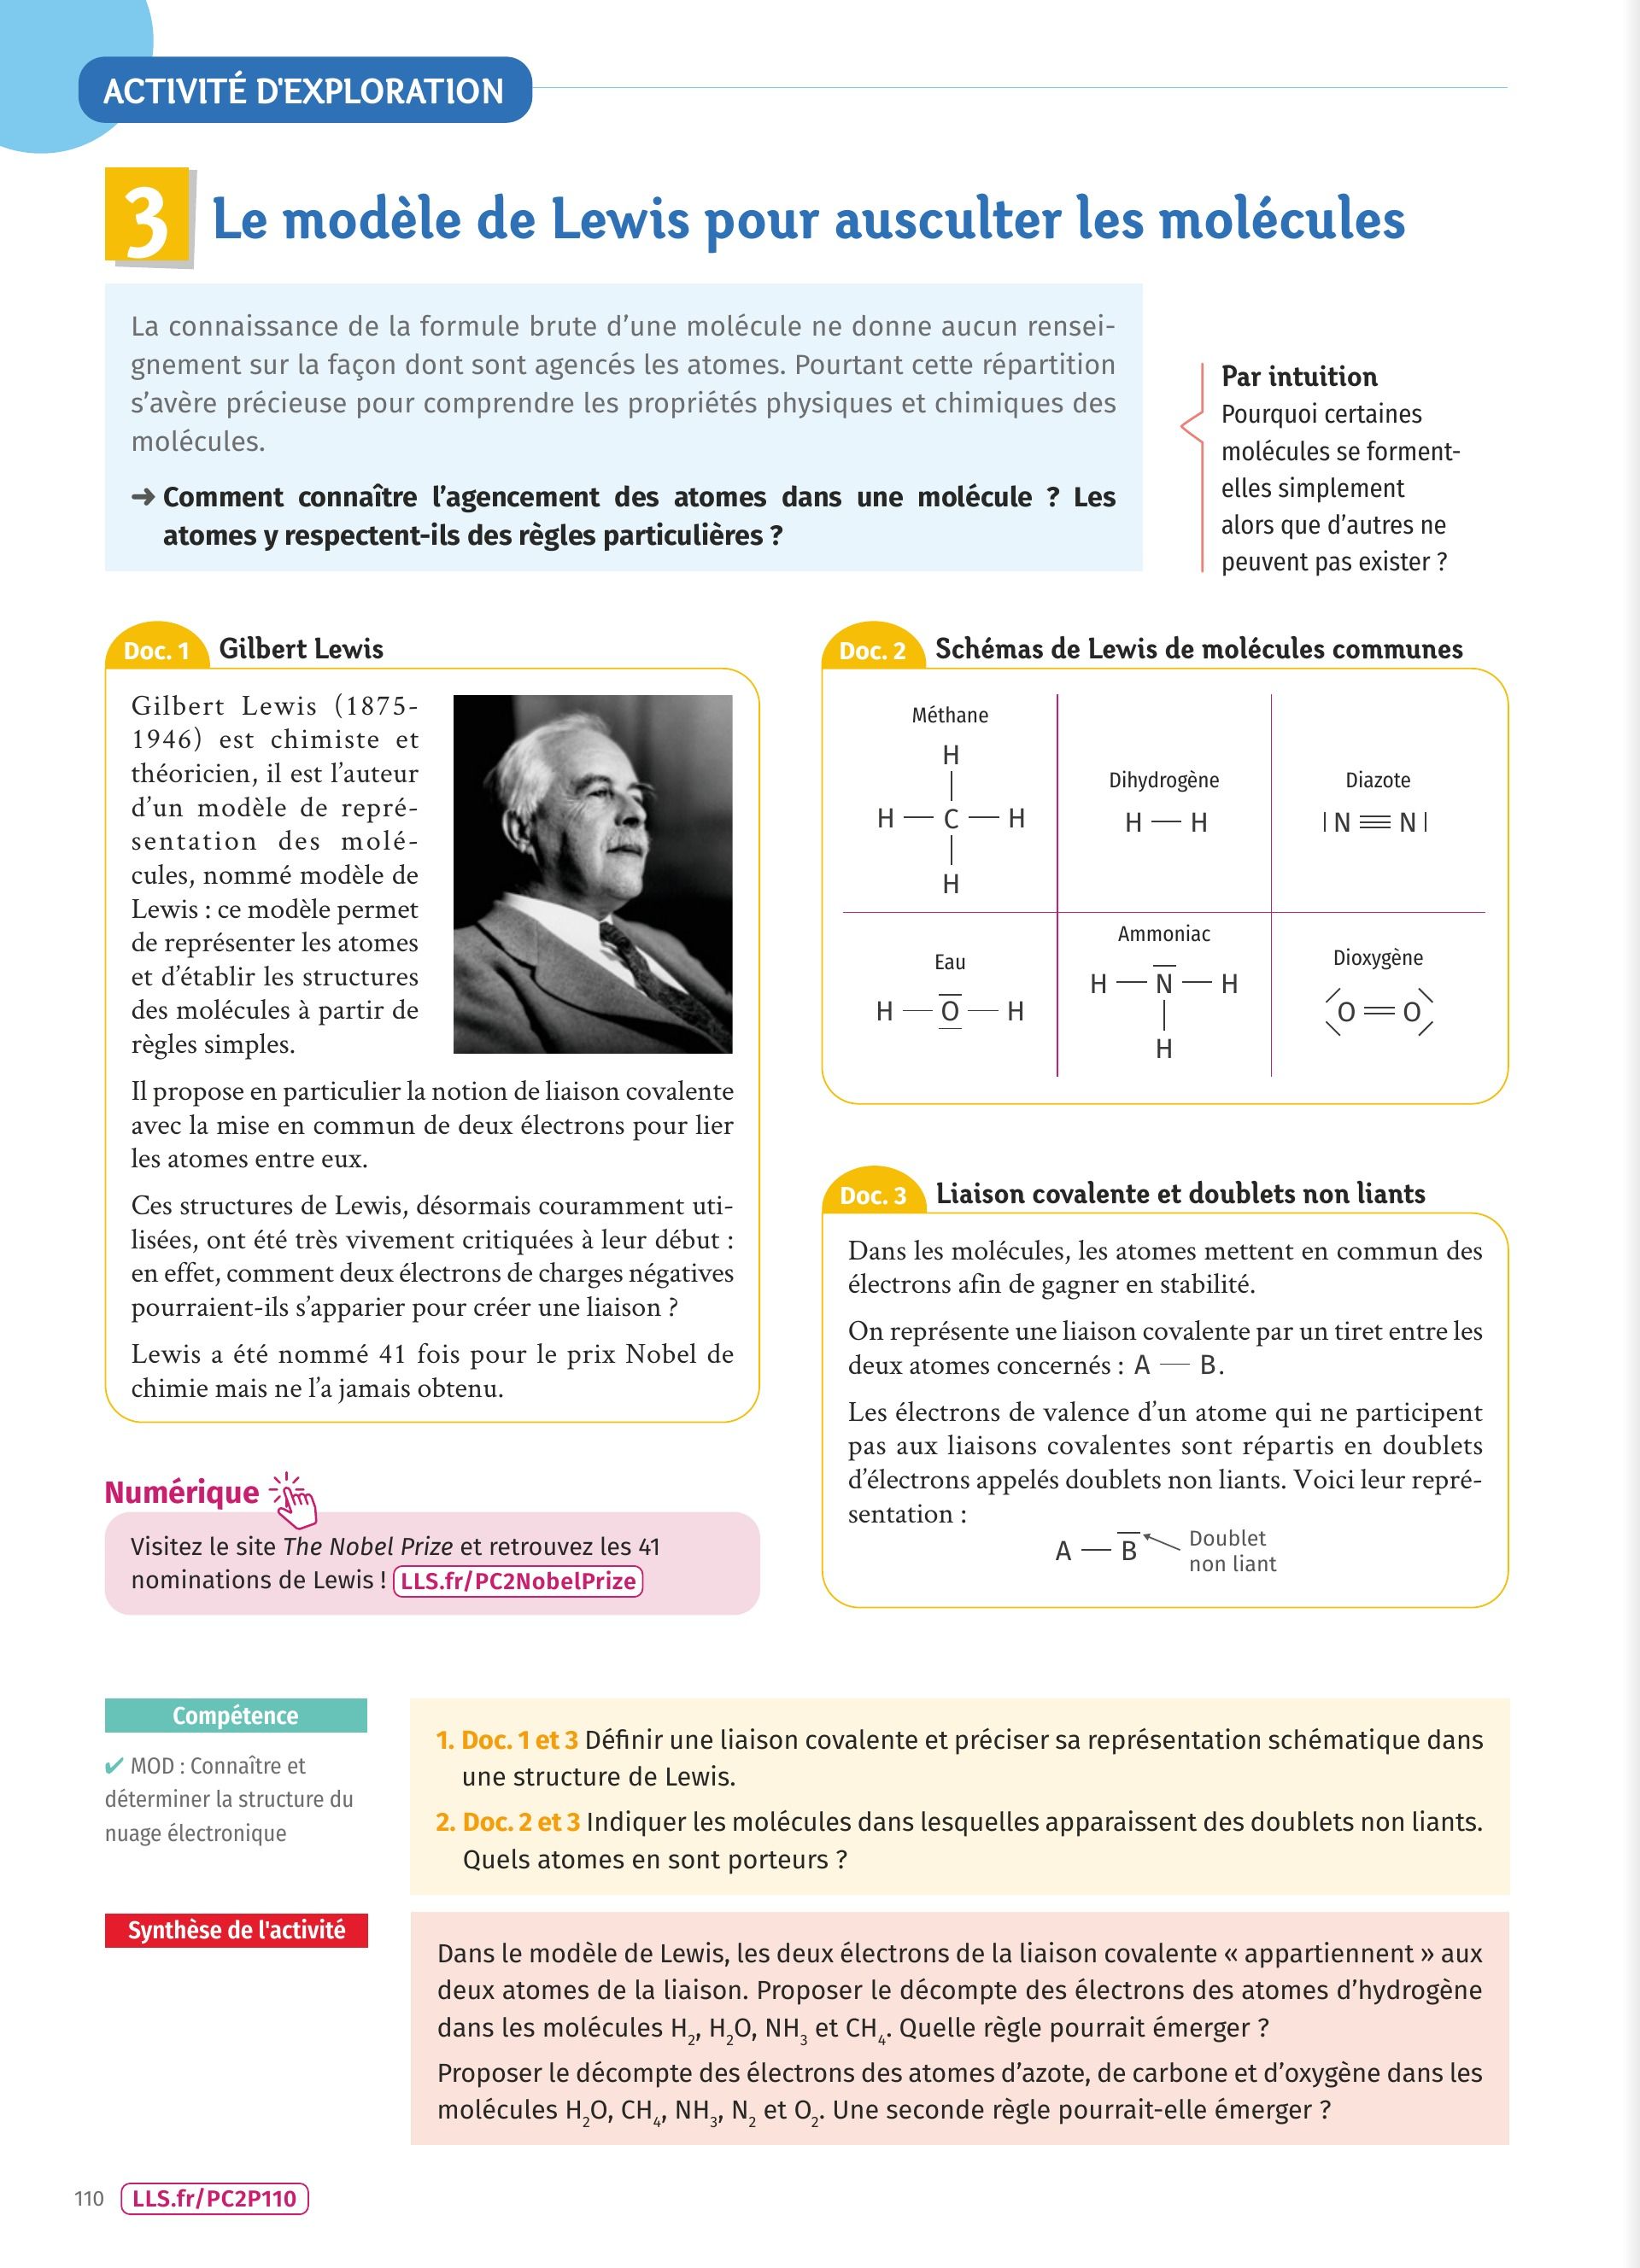 ACTIVITÉ D'EXPLORATION
3 Le modèle de Lewis pour ausculter les molécules
La connaissance de la formule brute d’une molécule ne donne aucun rensei-
gnement sur la façon dont sont agencés les atomes. Pourtant cette répartition
s’avère précieuse pour comprendre les propriétés physiques et chimiques des
molécules.
➜ Comment connaître l’agencement des atomes dans une molécule ? Les
atomes y respectent-ils des règles particulières ?
Par intuition
Pourquoi certaines
molécules se forment-
elles simplement
alors que d’autres ne
peuvent pas exister ?
Doc. 1 Gilbert Lewis
Gilbert Lewis (1875-
1946) est chimiste et
théoricien, il est l’auteur
d’un modèle de repré-
sentation des molé-
cules, nommé modèle de
Lewis : ce modèle permet
de représenter les atomes
et d’établir les structures
des molécules à partir de
règles simples.
Il propose en particulier la notion de liaison covalente
avec la mise en commun de deux électrons pour lier
les atomes entre eux.
Ces structures de Lewis, désormais couramment uti-
lisées, ont été très vivement critiquées à leur début :
en effet, comment deux électrons de charges négatives
pourraient-ils s’apparier pour créer une liaison ?
Lewis a été nommé 41 fois pour le prix Nobel de
chimie mais ne l’a jamais obtenu.
Numérique
Visitez le site The Nobel Prize et retrouvez les 41
nominations de Lewis ! LLS.fr/PC2NobelPrize
Doc. 2 Schémas de Lewis de molécules communes
Méthane
H
H — C — H
H
Dihydrogène
H — H
Diazote
|N ≡ N|
Eau
H — O — H
Ammoniac
H — N — H
H
Dioxygène
O = O
Doc. 3 Liaison covalente et doublets non liants
Dans les molécules, les atomes mettent en commun des
électrons afin de gagner en stabilité.
On représente une liaison covalente par un tiret entre les
deux atomes concernés : A — B.
Les électrons de valence d’un atome qui ne participent
pas aux liaisons covalentes sont répartis en doublets
d’électrons appelés doublets non liants. Voici leur repré-
sentation :
A — B
Doublet
non liant
Compétence
✔ MOD : Connaître et
déterminer la structure du
nuage électronique
1. Doc. 1 et 3 Définir une liaison covalente et préciser sa représentation schématique dans
une structure de Lewis.
2. Doc. 2 et 3 Indiquer les molécules dans lesquelles apparaissent des doublets non liants.
Quels atomes en sont porteurs ?
Synthèse de l'activité
Dans le modèle de Lewis, les deux électrons de la liaison covalente « appartiennent » aux
deux atomes de la liaison. Proposer le décompte des électrons des atomes d’hydrogène
dans les molécules H₂, H₂O, NH₃ et CH₄. Quelle règle pourrait émerger ?
Proposer le décompte des électrons des atomes d’azote, de carbone et d’oxygène dans les
molécules H₂O, CH₄, NH₃, N₂ et O₂. Une seconde règle pourrait-elle émerger ?
110 LLS.fr/PC2P110